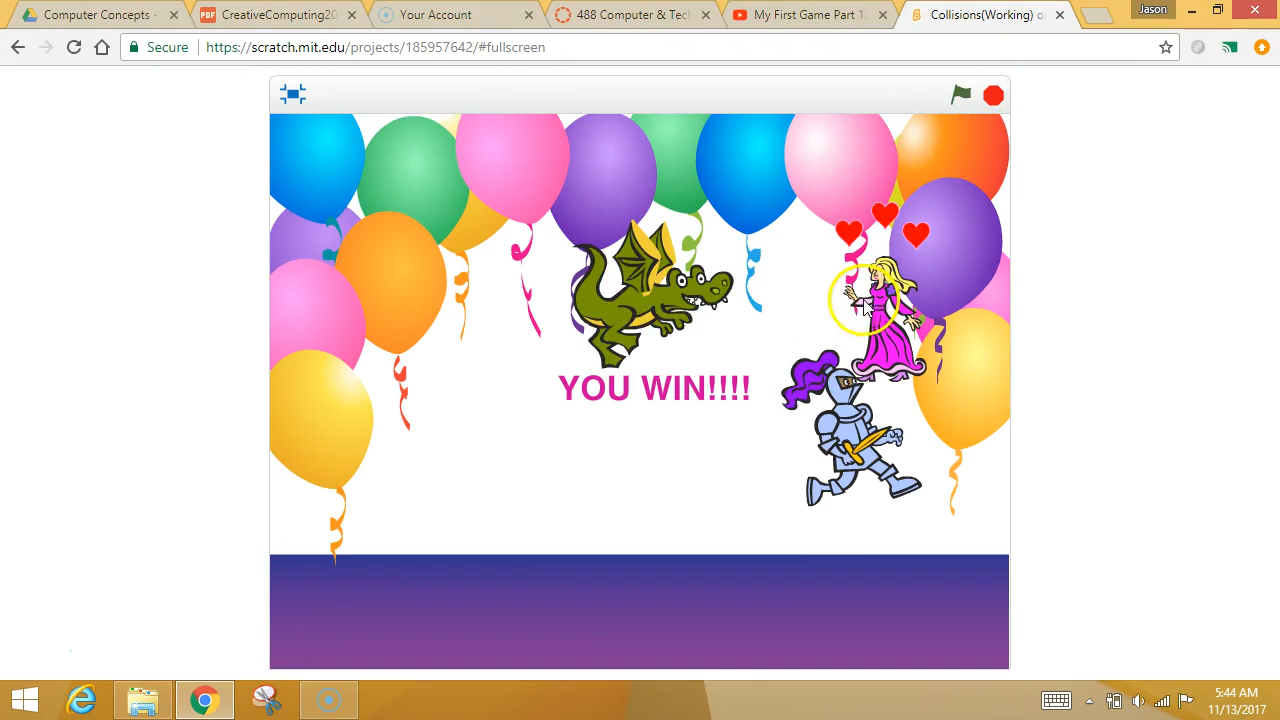 Computer Concepts -
CreativeComputing20
Your Account
488 Computer & Tech
My First Game Part 1:
Collisions(Working) o
Jason
Secure
https://scratch.mit.edu/projects/185957642/#fullscreen
YOU WIN!!!!
5:44 AM
11/13/2017